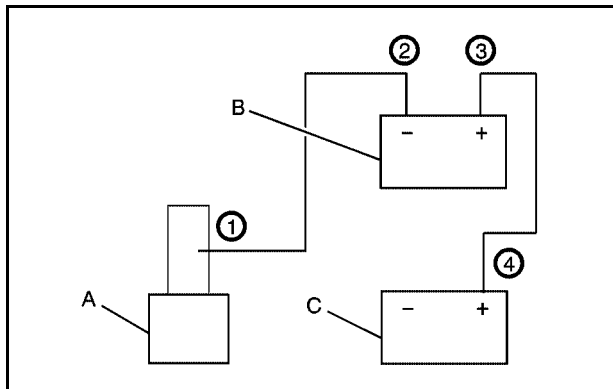 ② ③
B
− +
①
④
A
C
− +